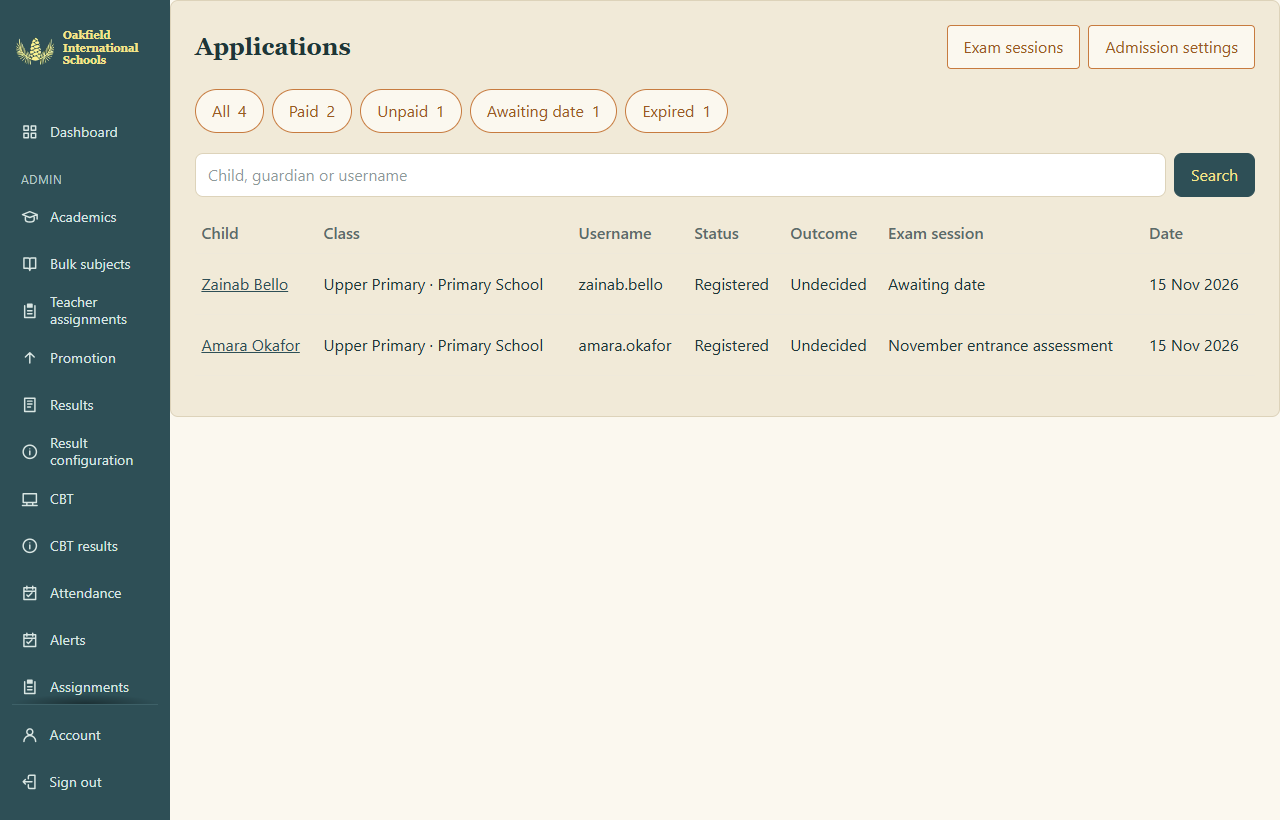 Oakfield
International
Schools
Dashboard
ADMIN
Academics
Bulk subjects
Teacher
assignments
Promotion
Results
Result
configuration
CBT
CBT results
Attendance
Alerts
Assignments
Account
Sign out
Applications
Exam sessions
Admission settings
All 4
Paid 2
Unpaid 1
Awaiting date 1
Expired 1
Child, guardian or username
Search
Child Class Username Status Outcome Exam session Date
Zainab Bello Upper Primary · Primary School zainab.bello Registered Undecided Awaiting date 15 Nov 2026
Amara Okafor Upper Primary · Primary School amara.okafor Registered Undecided November entrance assessment 15 Nov 2026